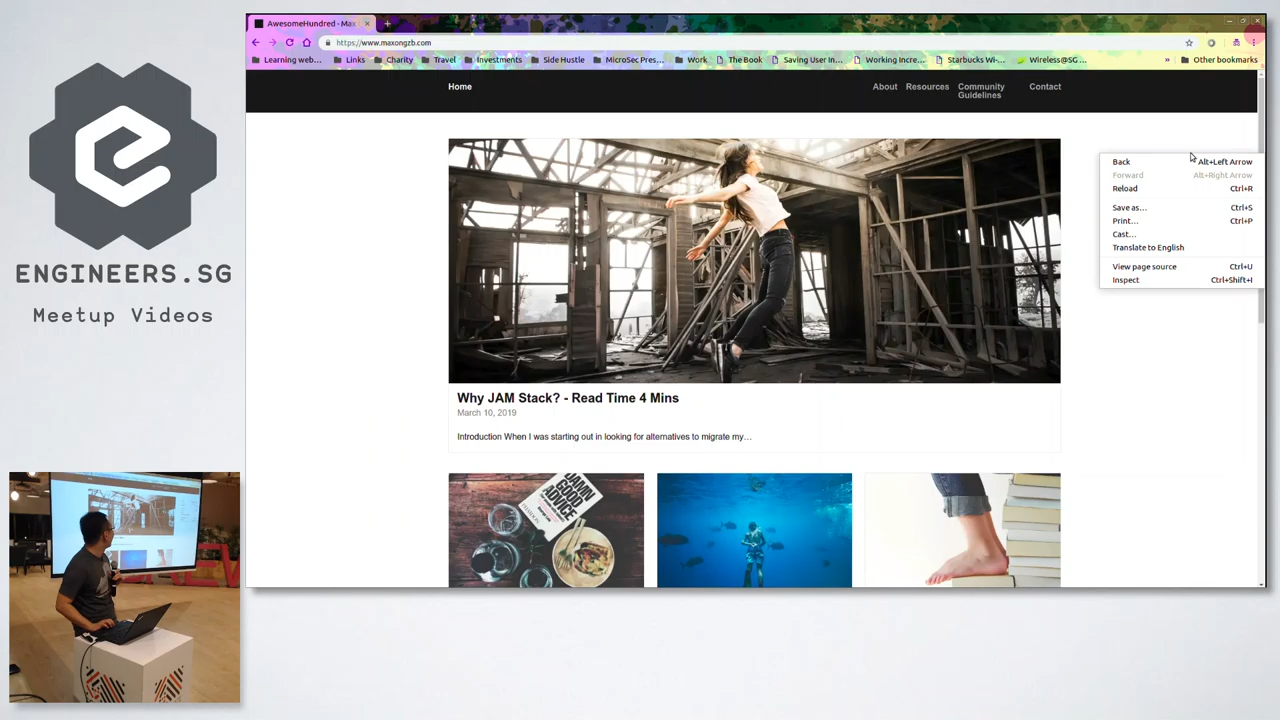 ENGINEERS.SG
Meetup Videos
AwesomeHundred - Max
https://www.maxongzb.com
Learning web... Links Charity Travel Investments Side Hustle MicroSec Pres... Work The Book Saving User In... Working Incre... Starbucks Wi-... Wireless@SG ... » Other bookmarks
Home About Resources Community Guidelines Contact
Back Alt+Left Arrow
Forward Alt+Right Arrow
Reload Ctrl+R
Save as... Ctrl+S
Print... Ctrl+P
Cast...
Translate to English
View page source Ctrl+U
Inspect Ctrl+Shift+I
Why JAM Stack? - Read Time 4 Mins
March 10, 2019
Introduction When I was starting out in looking for alternatives to migrate my…
DAMN
GOOD
ADVICE